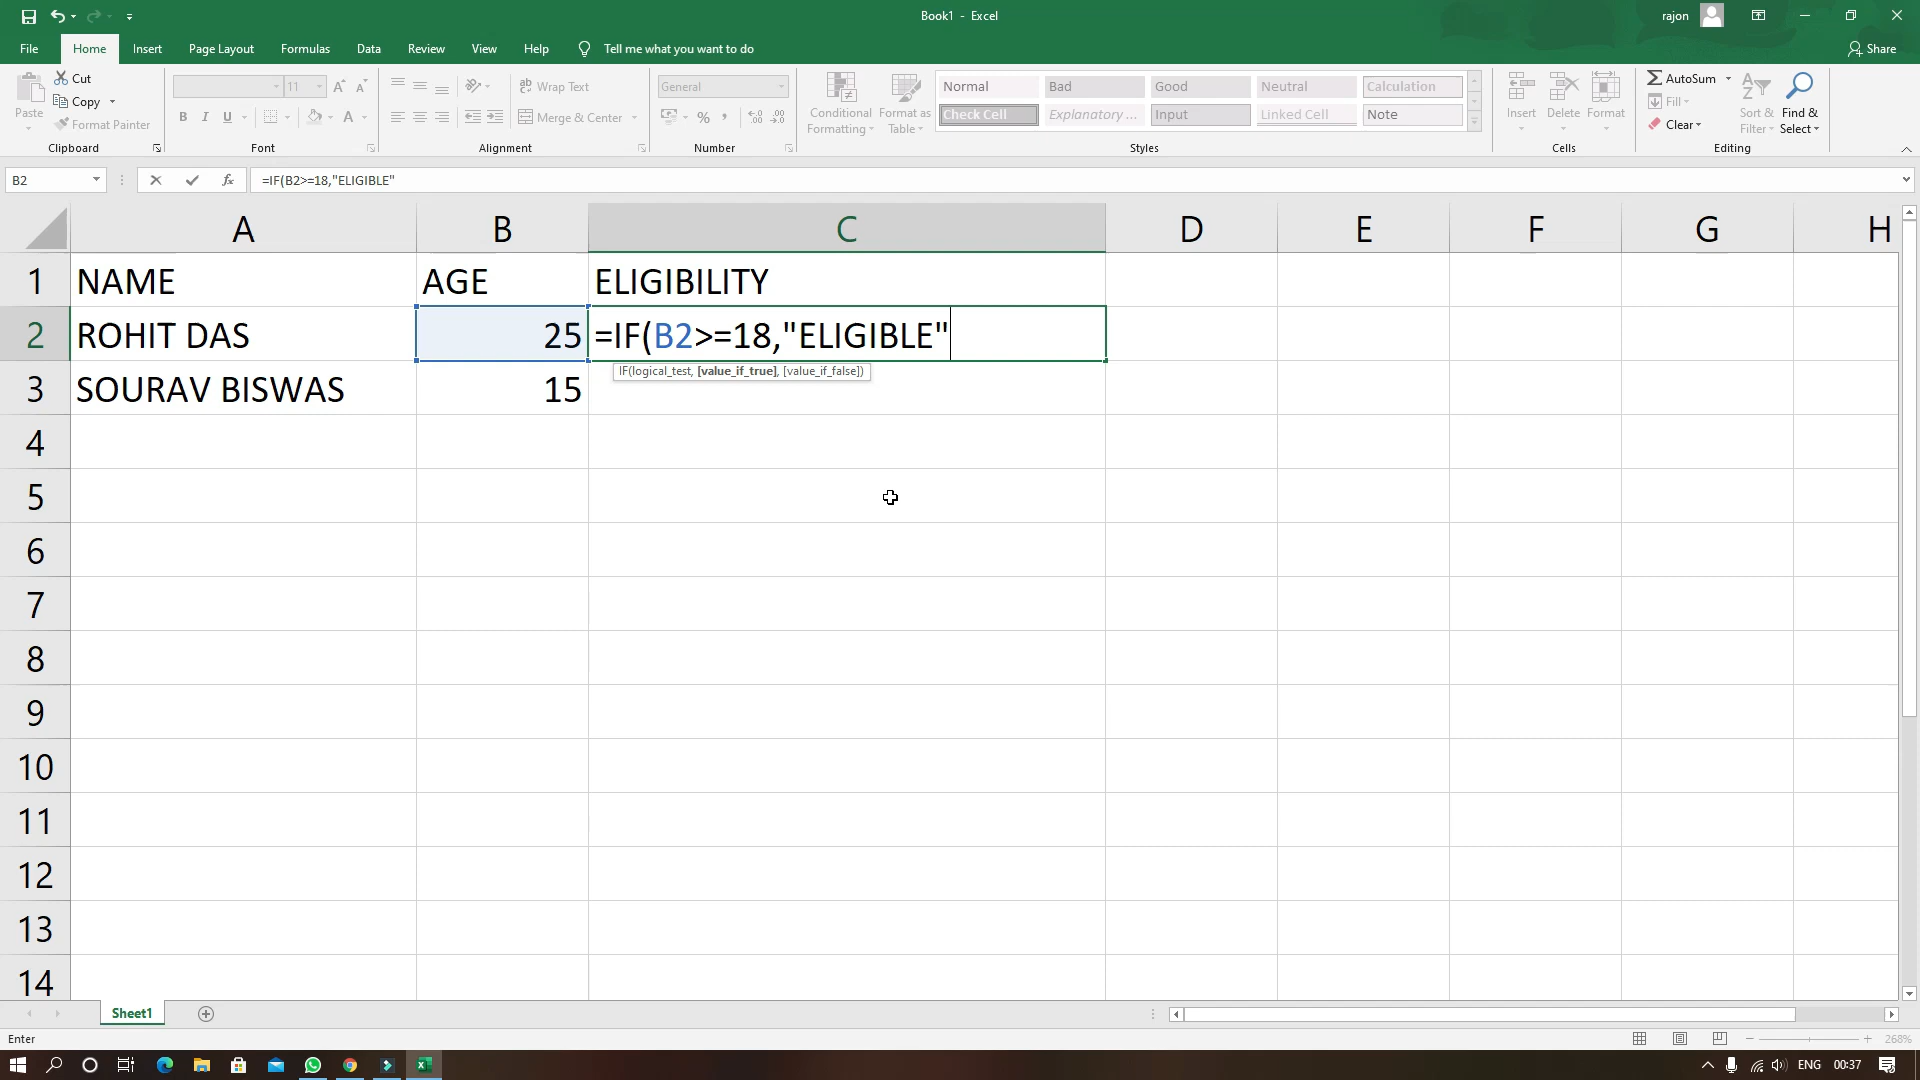 Book1 - Excel
rajon
File Home Insert Page Layout Formulas Data Review View Help Tell me what you want to do
Share
Paste
Cut
Copy
Format Painter
Clipboard
11
A A
B I U A
Font
ab Wrap Text
Merge & Center
Alignment
General
% ,
Number
Conditional Formatting
Format as Table
Normal Bad Good Neutral Calculation
Check Cell Explanatory ... Input Linked Cell Note
Styles
Insert Delete Format
Cells
AutoSum
Fill
Clear
Sort & Filter
Find & Select
Editing
B2 fx =IF(B2>=18,"ELIGIBLE"
A B C D E F G H
1 NAME AGE ELIGIBILITY
2 ROHIT DAS 25 =IF(B2>=18,"ELIGIBLE"
IF(logical_test, [value_if_true], [value_if_false])
3 SOURAV BISWAS 15
4
5
6
7
8
9
10
11
12
13
14
Sheet1
Enter
268%
ENG 00:37